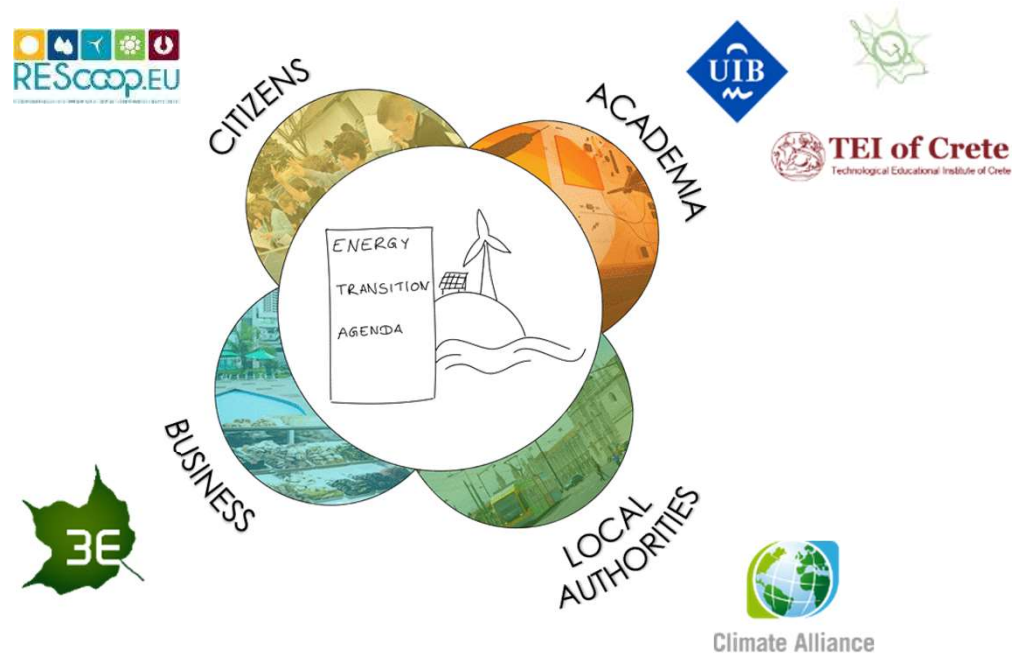 REScoop.EU
CITIZENS
ACADEMIA
UIB
TEI of Crete
Technological Educational Institute of Crete
ENERGY
TRANSITION
AGENDA
BUSINESS
LOCAL
AUTHORITIES
3E
Climate Alliance